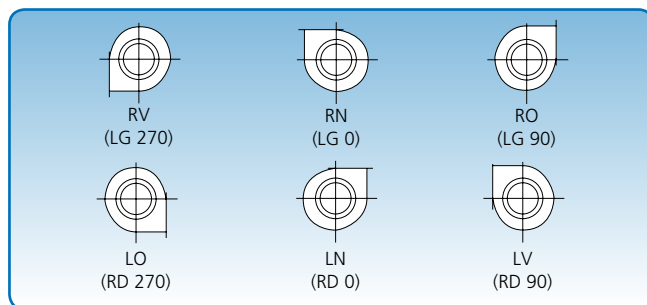 RV
(LG 270)
RN
(LG 0)
RO
(LG 90)
LO
(RD 270)
LN
(RD 0)
LV
(RD 90)